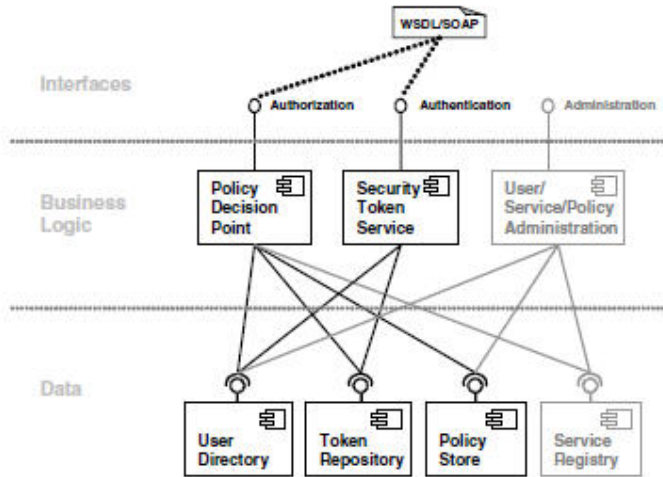 WSDL/SOAP
Interfaces
Authorization
Authentication
Administration
Business
Logic
Policy
Decision
Point
Security
Token
Service
User/
Service/Policy
Administration
Data
User
Directory
Token
Repository
Policy
Store
Service
Registry